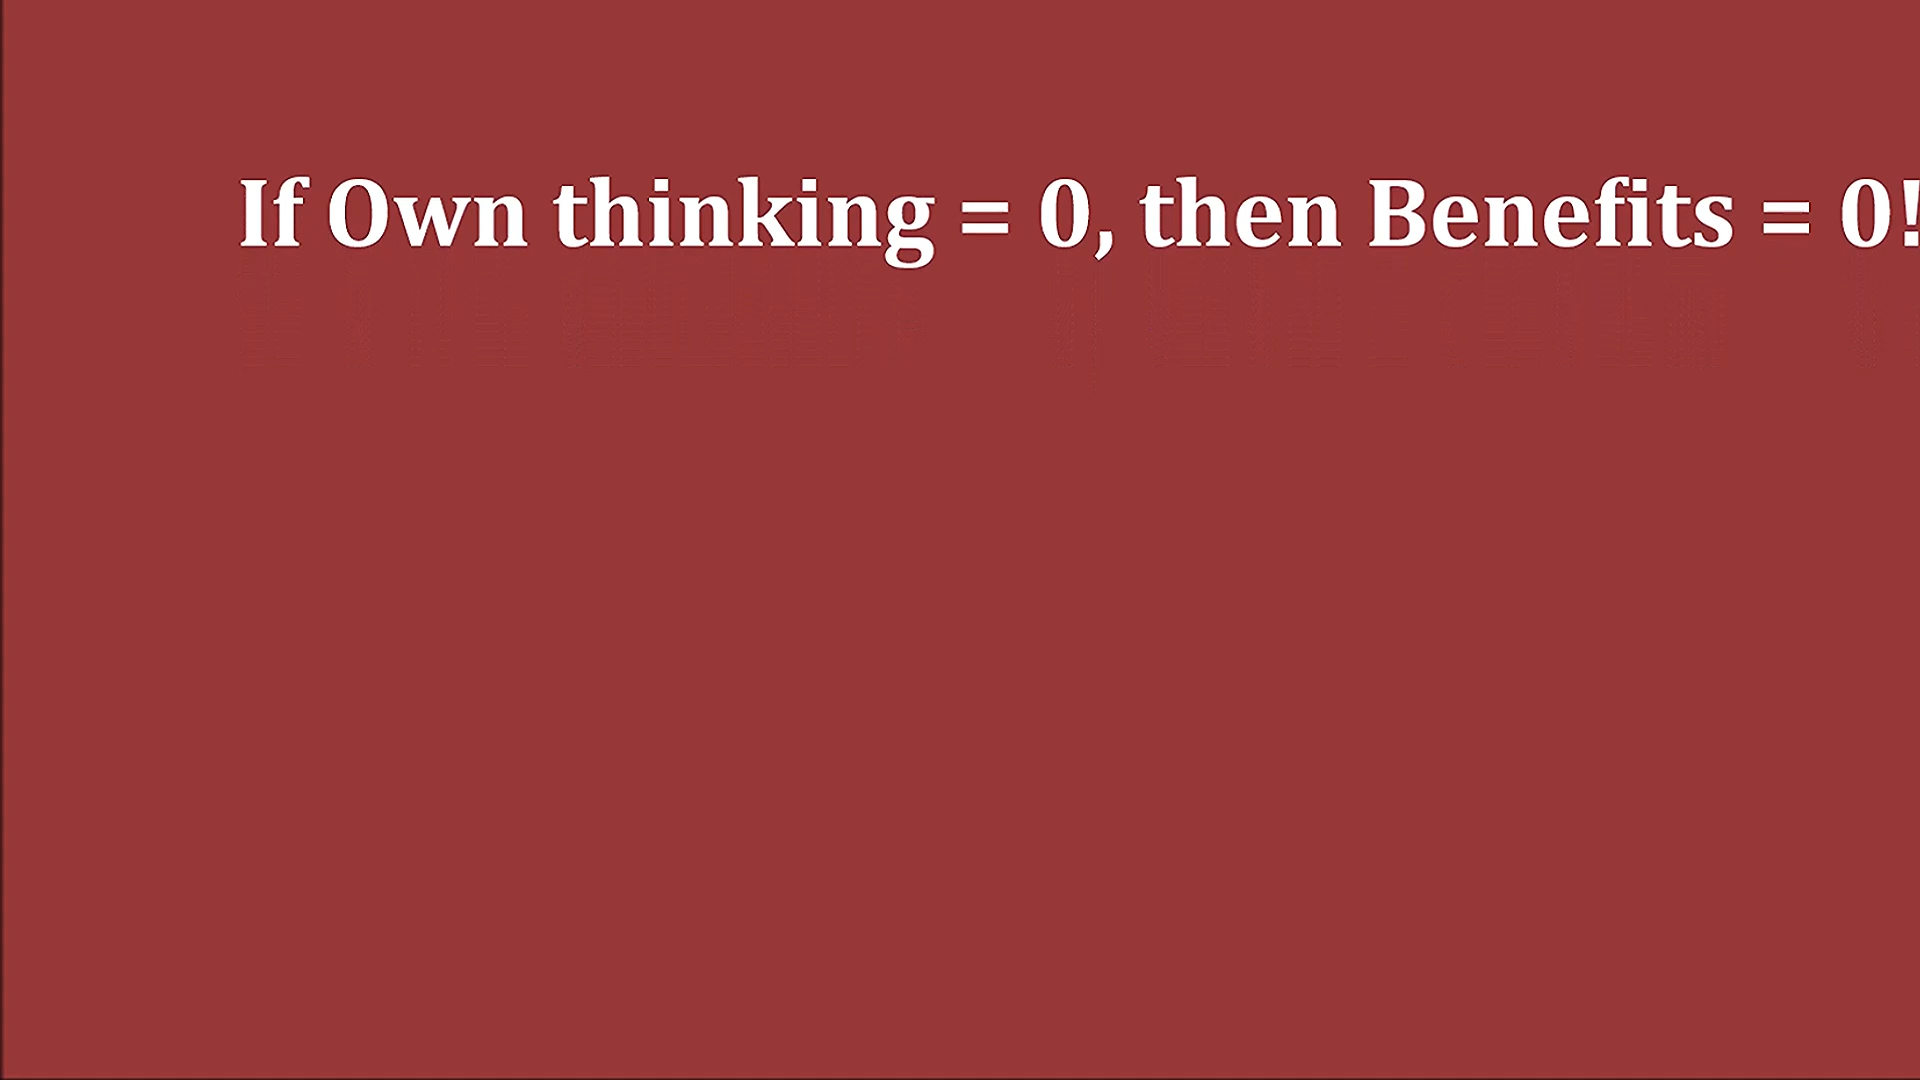 If Own thinking = 0, then Benefits = 0!